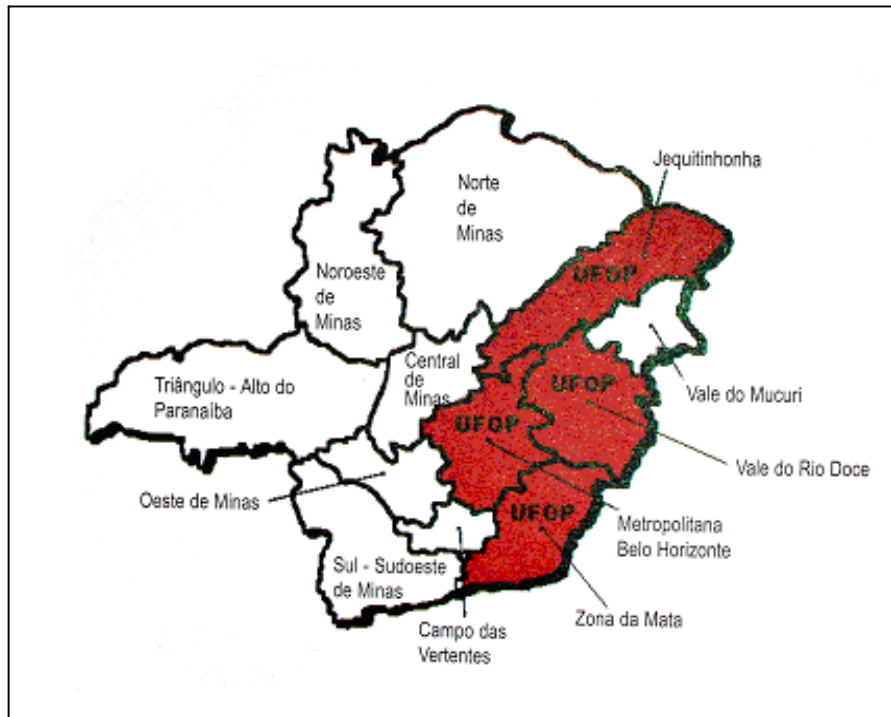 Jequitinhonha
Norte
de
Minas
UFOP
Noroeste
de
Minas
Central
de
Minas
Triângulo - Alto do
Paranaíba
UFOP
Vale do Mucuri
UFOP
Vale do Rio Doce
Oeste de Minas
UFOP
Metropolitana
Belo Horizonte
Sul - Sudoeste
de Minas
Zona da Mata
Campo das
Vertentes